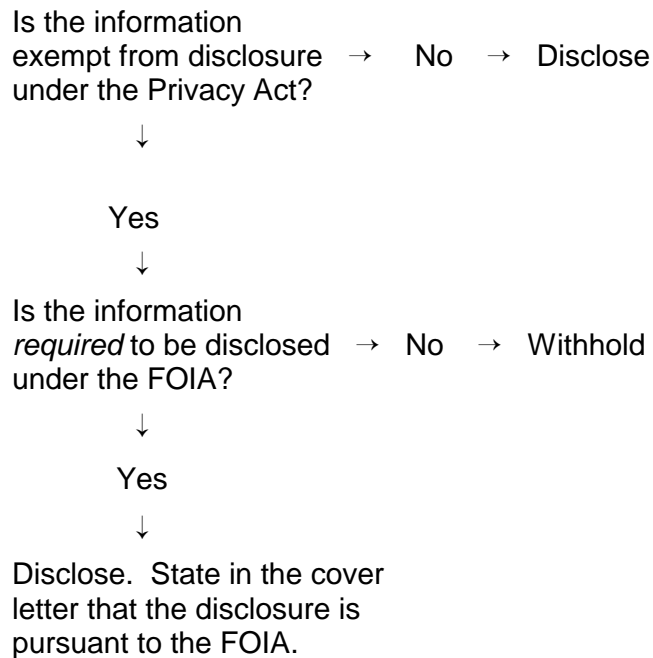 Is the information
exempt from disclosure → No → Disclose
under the Privacy Act?
↓
Yes
↓
Is the information
required to be disclosed → No → Withhold
under the FOIA?
↓
Yes
↓
Disclose. State in the cover
letter that the disclosure is
pursuant to the FOIA.